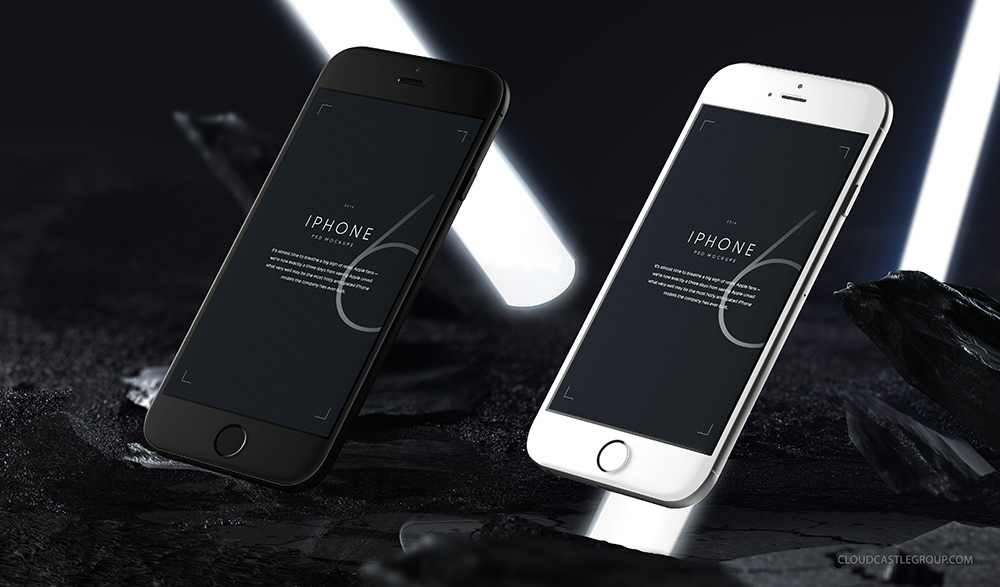 2014
IPHONE
PSD MOCKUPS
6
It's almost time to breathe a big sigh of relief, Apple fans —
we're now exactly a three days from seeing Apple unveil
what very well may be the most hotly anticipated iPhone
models the company has ever built.
2014
IPHONE
PSD MOCKUPS
6
It's almost time to breathe a big sigh of relief, Apple fans —
we're now exactly a three days from seeing Apple unveil
what very well may be the most hotly anticipated iPhone
models the company has ever built.
CLOUDCASTLEGROUP.COM